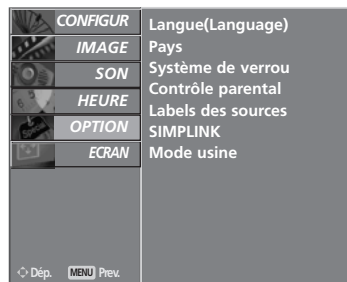 CONFIGUR
IMAGE
SON
HEURE
OPTION
ECRAN
Dép. MENU Prev.
Langue(Language)
Pays
Système de verrou
Contrôle parental
Labels des sources
SIMPLINK
Mode usine